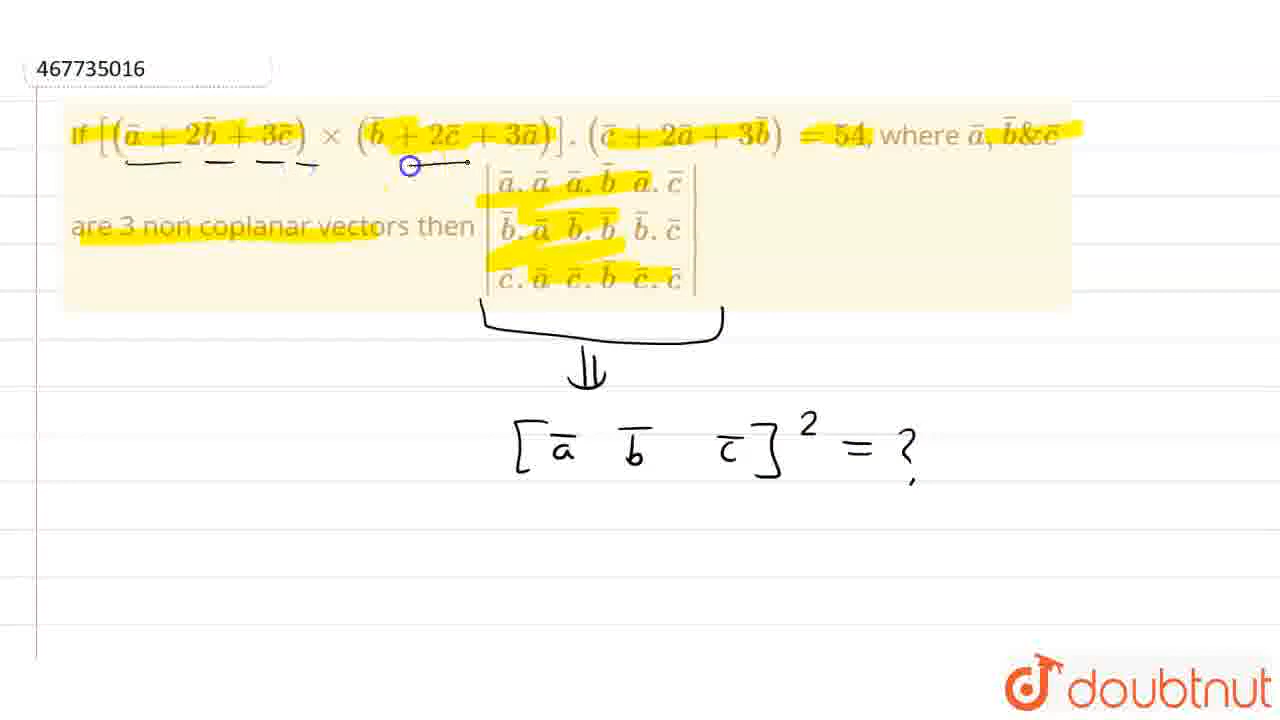 467735016
If [(ā + 2b̄ + 3c̄) × (b̄ + 2c̄ + 3ā)]. (c̄ + 2ā + 3b̄) = 54, where ā, b̄&c̄
are 3 non coplanar vectors then |ā. ā ā. b̄ ā. c̄|
|b̄. ā b̄. b̄ b̄. c̄|
|c̄. ā c̄. b̄ c̄. c̄|
[ā b̄ c̄]² = ?
doubtnut